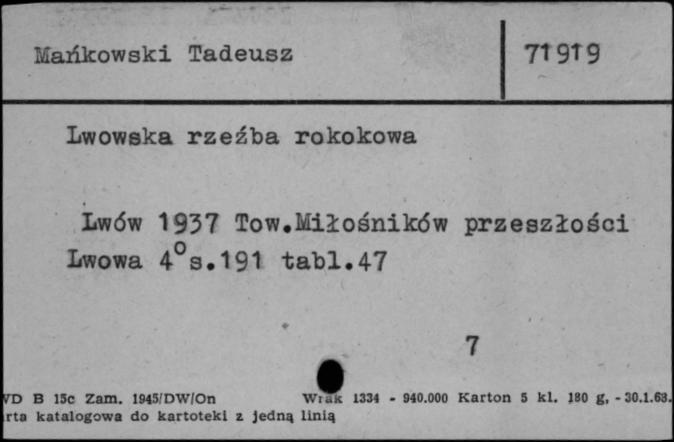 Mańkowski Tadeusz
71919
Lwowska rzeźba rokokowa
Lwów 1937 Tow.Miłośników przeszłości
Lwowa 4° s.191 tabl.47
7
VD B 15c Zam. 1945/DW/On Wrak 1334 - 940.000 Karton 5 kl. 180 g, - 30.1.63.
rta katalogowa do kartoteki z jedną linią